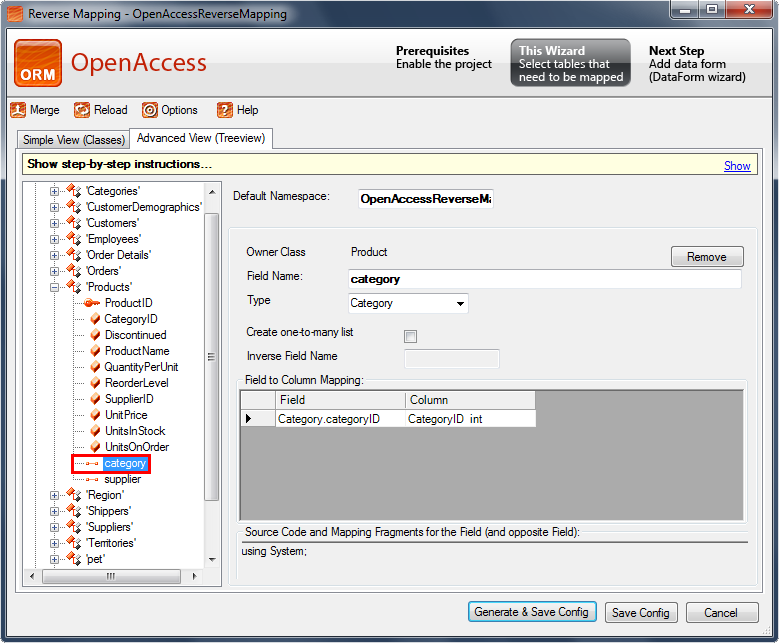 Reverse Mapping - OpenAccessReverseMapping
ORM
OpenAccess
Prerequisites
Enable the project
This Wizard
Select tables that
need to be mapped
Next Step
Add data form
(DataForm wizard)
Merge
Reload
Options
Help
Simple View (Classes)
Advanced View (Treeview)
Show step-by-step instructions...
Show
'Categories'
'CustomerDemographics'
'Customers'
'Employees'
'Order Details'
'Orders'
'Products'
ProductID
CategoryID
Discontinued
ProductName
QuantityPerUnit
ReorderLevel
SupplierID
UnitPrice
UnitsInStock
UnitsOnOrder
category
supplier
'Region'
'Shippers'
'Suppliers'
'Territories'
'pet'
Default Namespace:
OpenAccessReverseMa
Owner Class
Product
Remove
Field Name:
category
Type
Category
Create one-to-many list
Inverse Field Name
Field to Column Mapping:
Field
Column
Category.categoryID
CategoryID int
Source Code and Mapping Fragments for the Field (and opposite Field):
using System;
Generate & Save Config
Save Config
Cancel